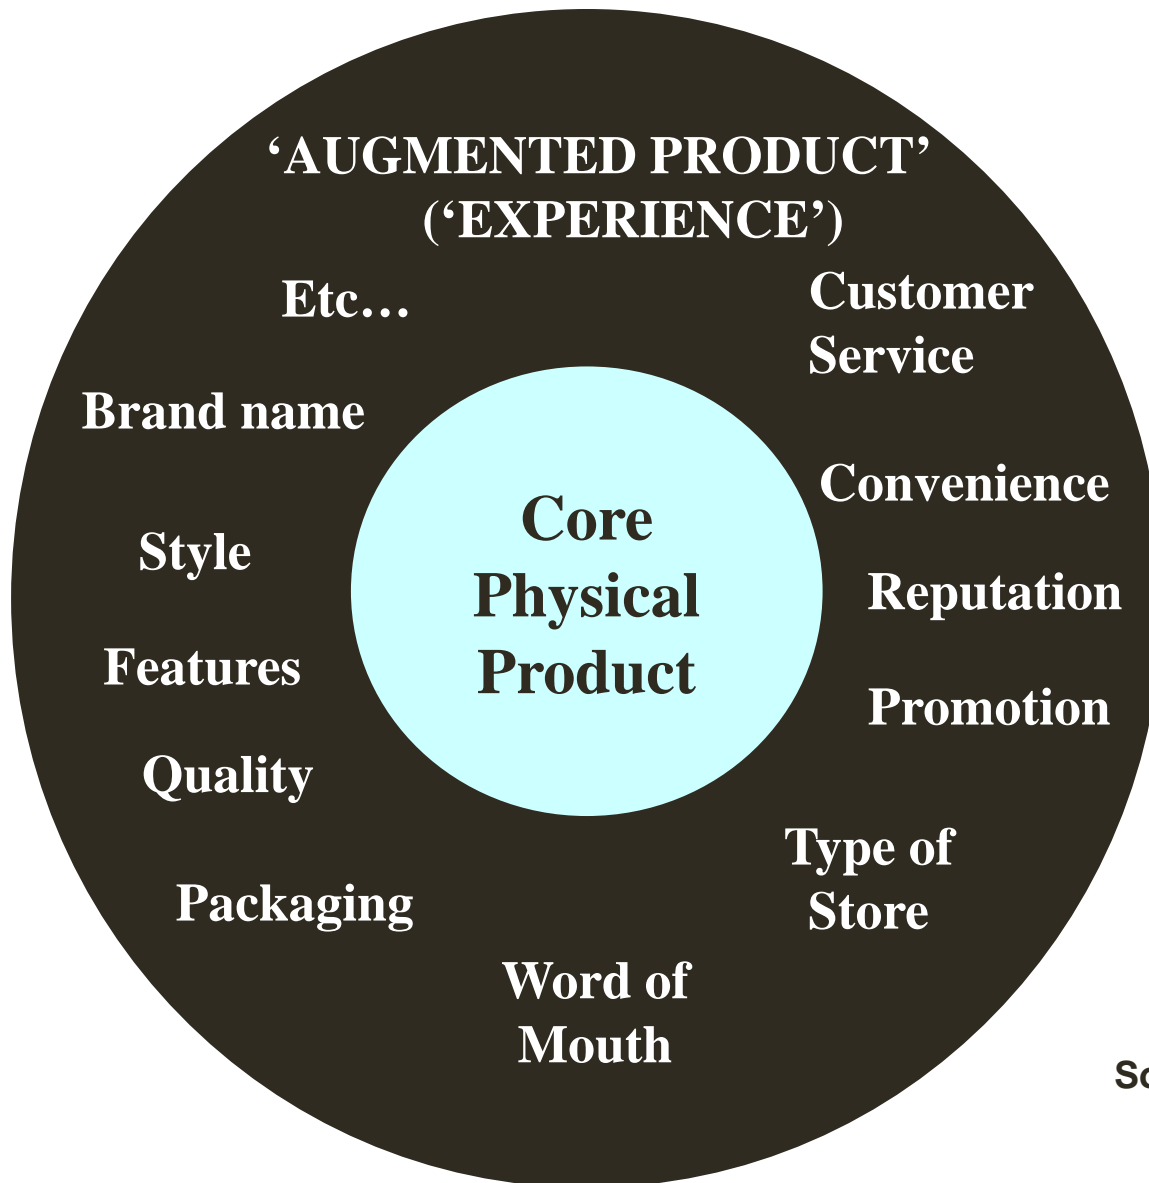 ‘AUGMENTED PRODUCT’
(‘EXPERIENCE’)
Etc…
Customer
Service
Brand name
Convenience
Core
Physical
Product
Style
Reputation
Features
Promotion
Quality
Type of
Store
Packaging
Word of
Mouth